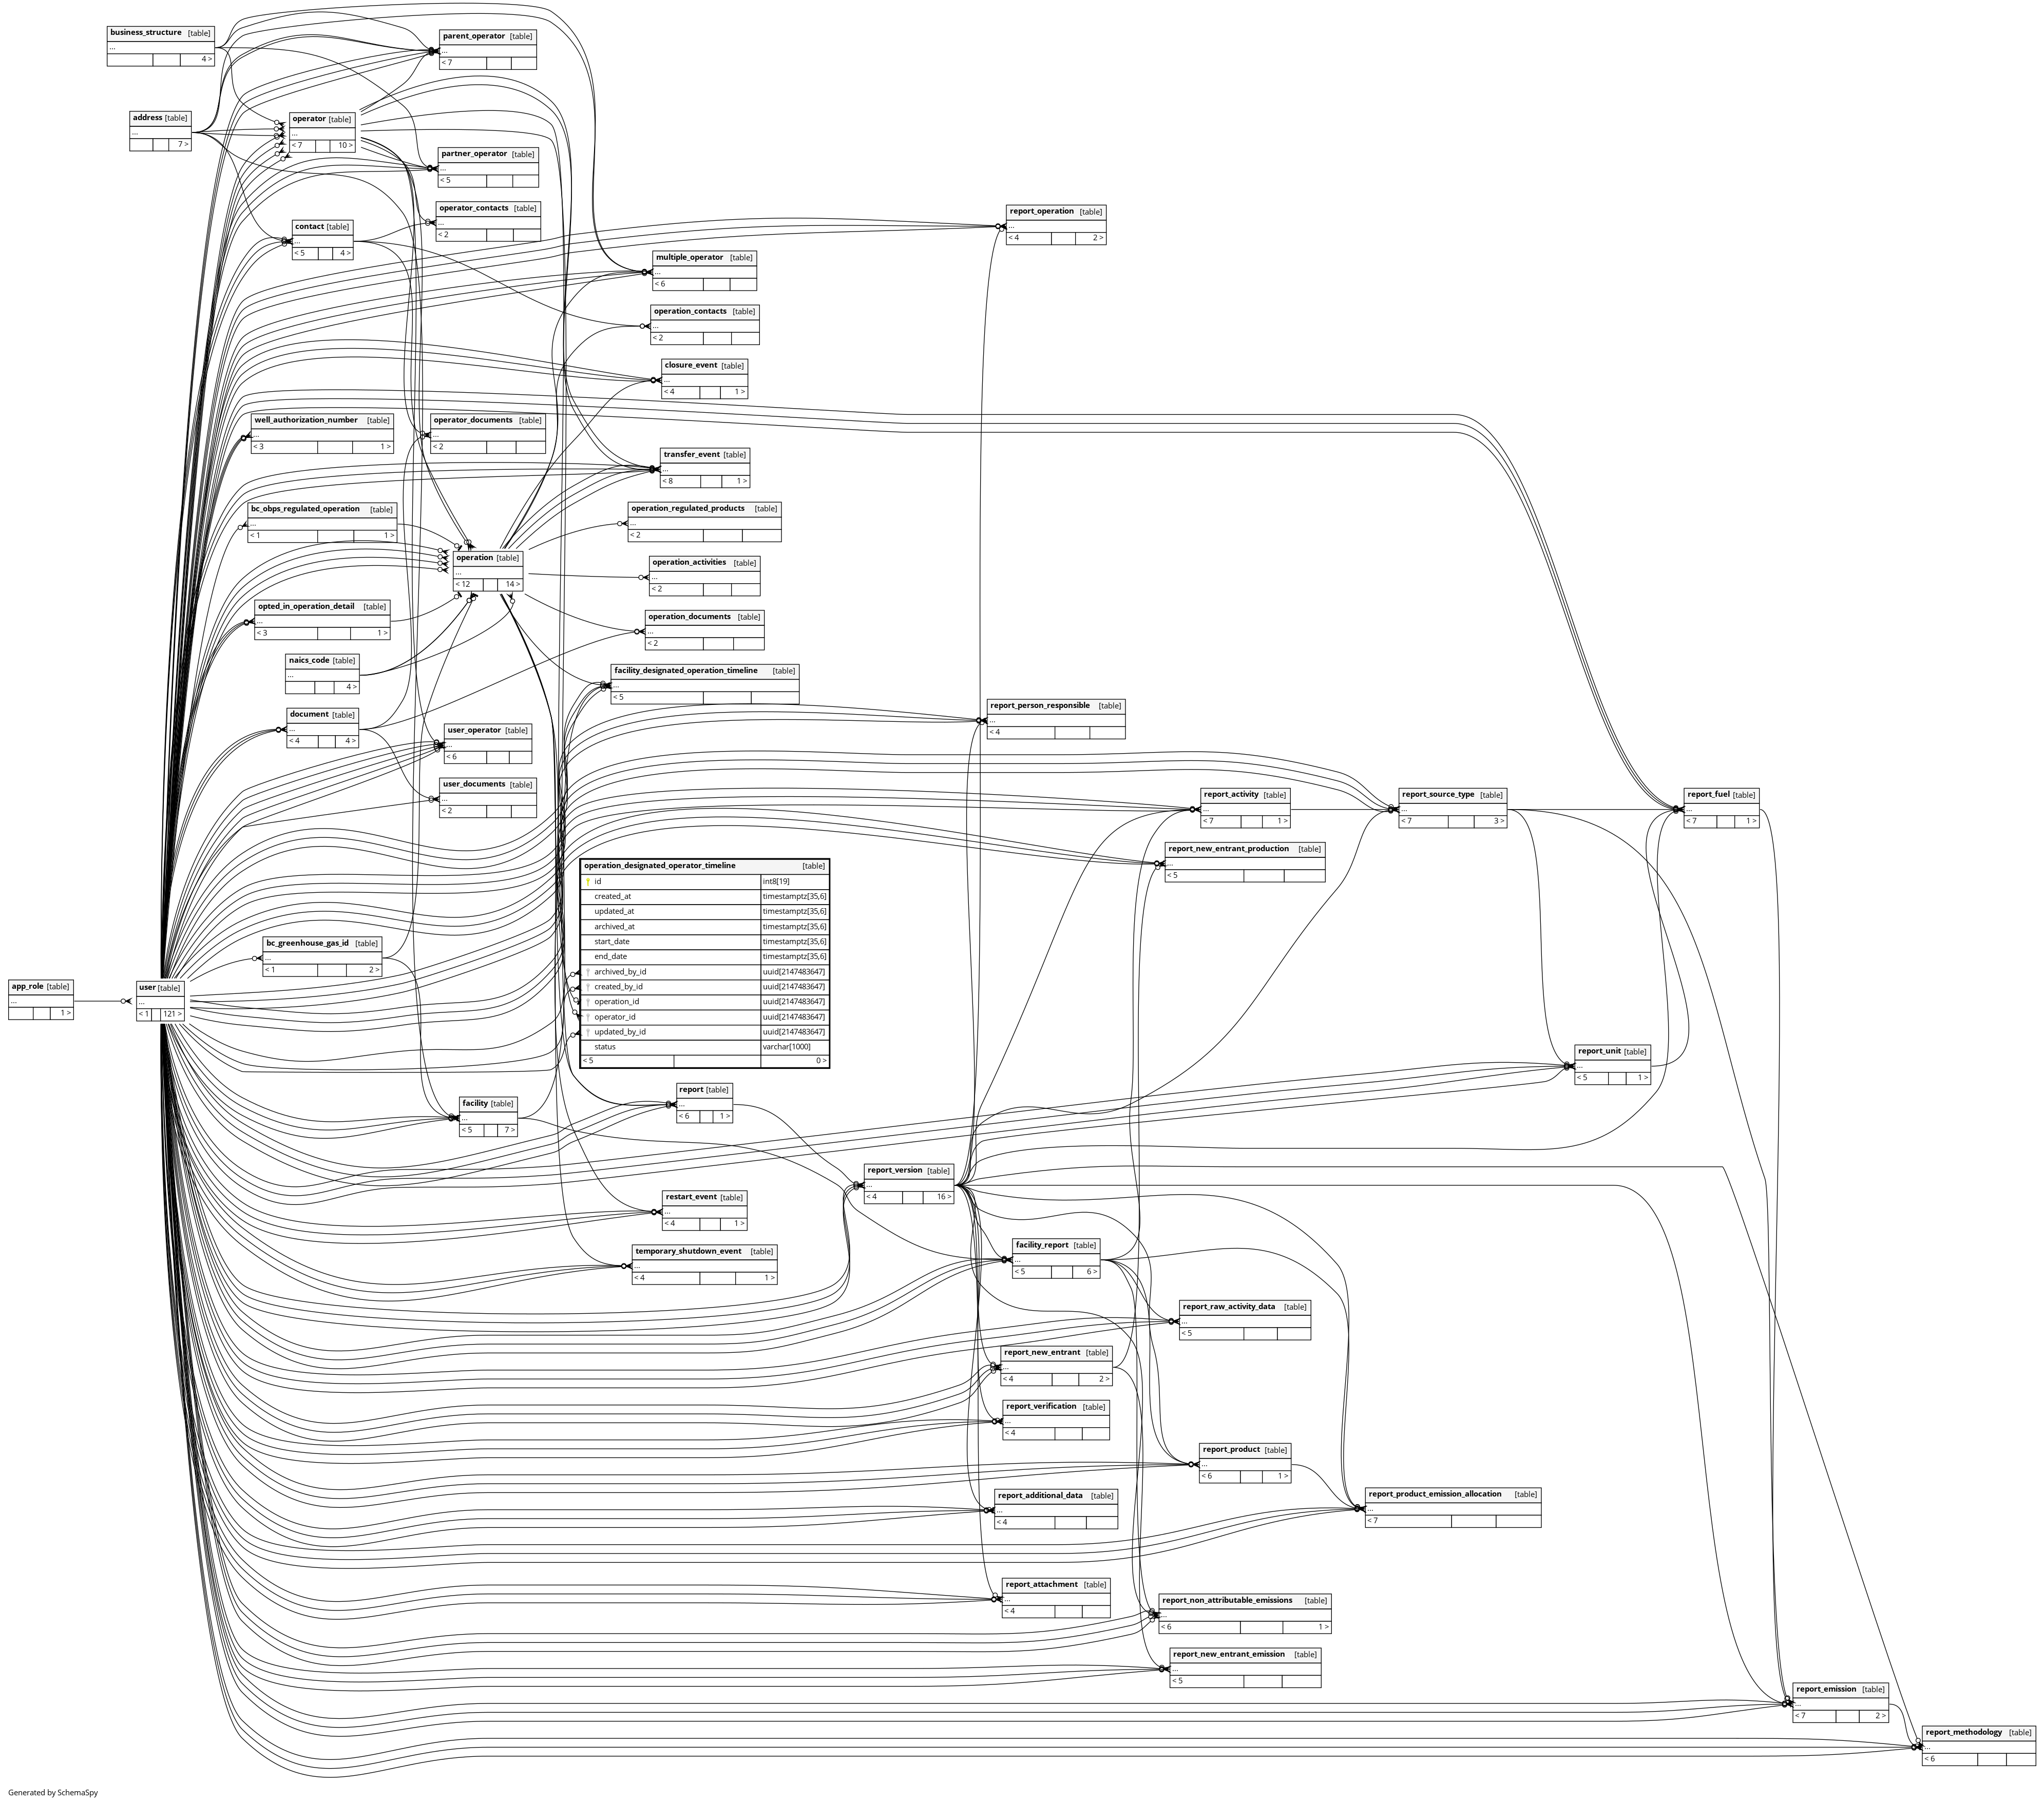 business_structure [table]
...
4 >
parent_operator [table]
...
< 7
address [table]
...
7 >
operator [table]
...
< 7 10 >
partner_operator [table]
...
< 5
operator_contacts [table]
...
< 2
contact [table]
...
< 5 4 >
report_operation [table]
...
< 4 2 >
multiple_operator [table]
...
< 6
operation_contacts [table]
...
< 2
closure_event [table]
...
< 4 1 >
well_authorization_number [table]
...
< 3 1 >
operator_documents [table]
...
< 2
transfer_event [table]
...
< 8 1 >
bc_obps_regulated_operation [table]
...
< 1 1 >
operation_regulated_products [table]
...
< 2
operation [table]
...
< 12 14 >
operation_activities [table]
...
< 2
opted_in_operation_detail [table]
...
< 3 1 >
operation_documents [table]
...
< 2
naics_code [table]
...
4 >
facility_designated_operation_timeline [table]
...
< 5
document [table]
...
< 4 4 >
user_operator [table]
...
< 6
report_person_responsible [table]
...
< 4
user_documents [table]
...
< 2
report_activity [table]
...
< 7 1 >
report_source_type [table]
...
< 7 3 >
report_fuel [table]
...
< 7 1 >
report_new_entrant_production [table]
...
< 5
operation_designated_operator_timeline [table]
id int8[19]
created_at timestamptz[35,6]
updated_at timestamptz[35,6]
archived_at timestamptz[35,6]
start_date timestamptz[35,6]
end_date timestamptz[35,6]
archived_by_id uuid[2147483647]
created_by_id uuid[2147483647]
operation_id uuid[2147483647]
operator_id uuid[2147483647]
updated_by_id uuid[2147483647]
status varchar[1000]
< 5 0 >
bc_greenhouse_gas_id [table]
...
< 1 2 >
app_role [table]
...
1 >
user [table]
...
< 1 121 >
report_unit [table]
...
< 5 1 >
report [table]
...
< 6 1 >
facility [table]
...
< 5 7 >
report_version [table]
...
< 4 16 >
restart_event [table]
...
< 4 1 >
facility_report [table]
...
< 5 6 >
temporary_shutdown_event [table]
...
< 4 1 >
report_raw_activity_data [table]
...
< 5
report_new_entrant [table]
...
< 4 2 >
report_verification [table]
...
< 4
report_product [table]
...
< 6 1 >
report_additional_data [table]
...
< 4
report_product_emission_allocation [table]
...
< 7
report_attachment [table]
...
< 4
report_non_attributable_emissions [table]
...
< 6 1 >
report_new_entrant_emission [table]
...
< 5
report_emission [table]
...
< 7 2 >
report_methodology [table]
...
< 6
Generated by SchemaSpy